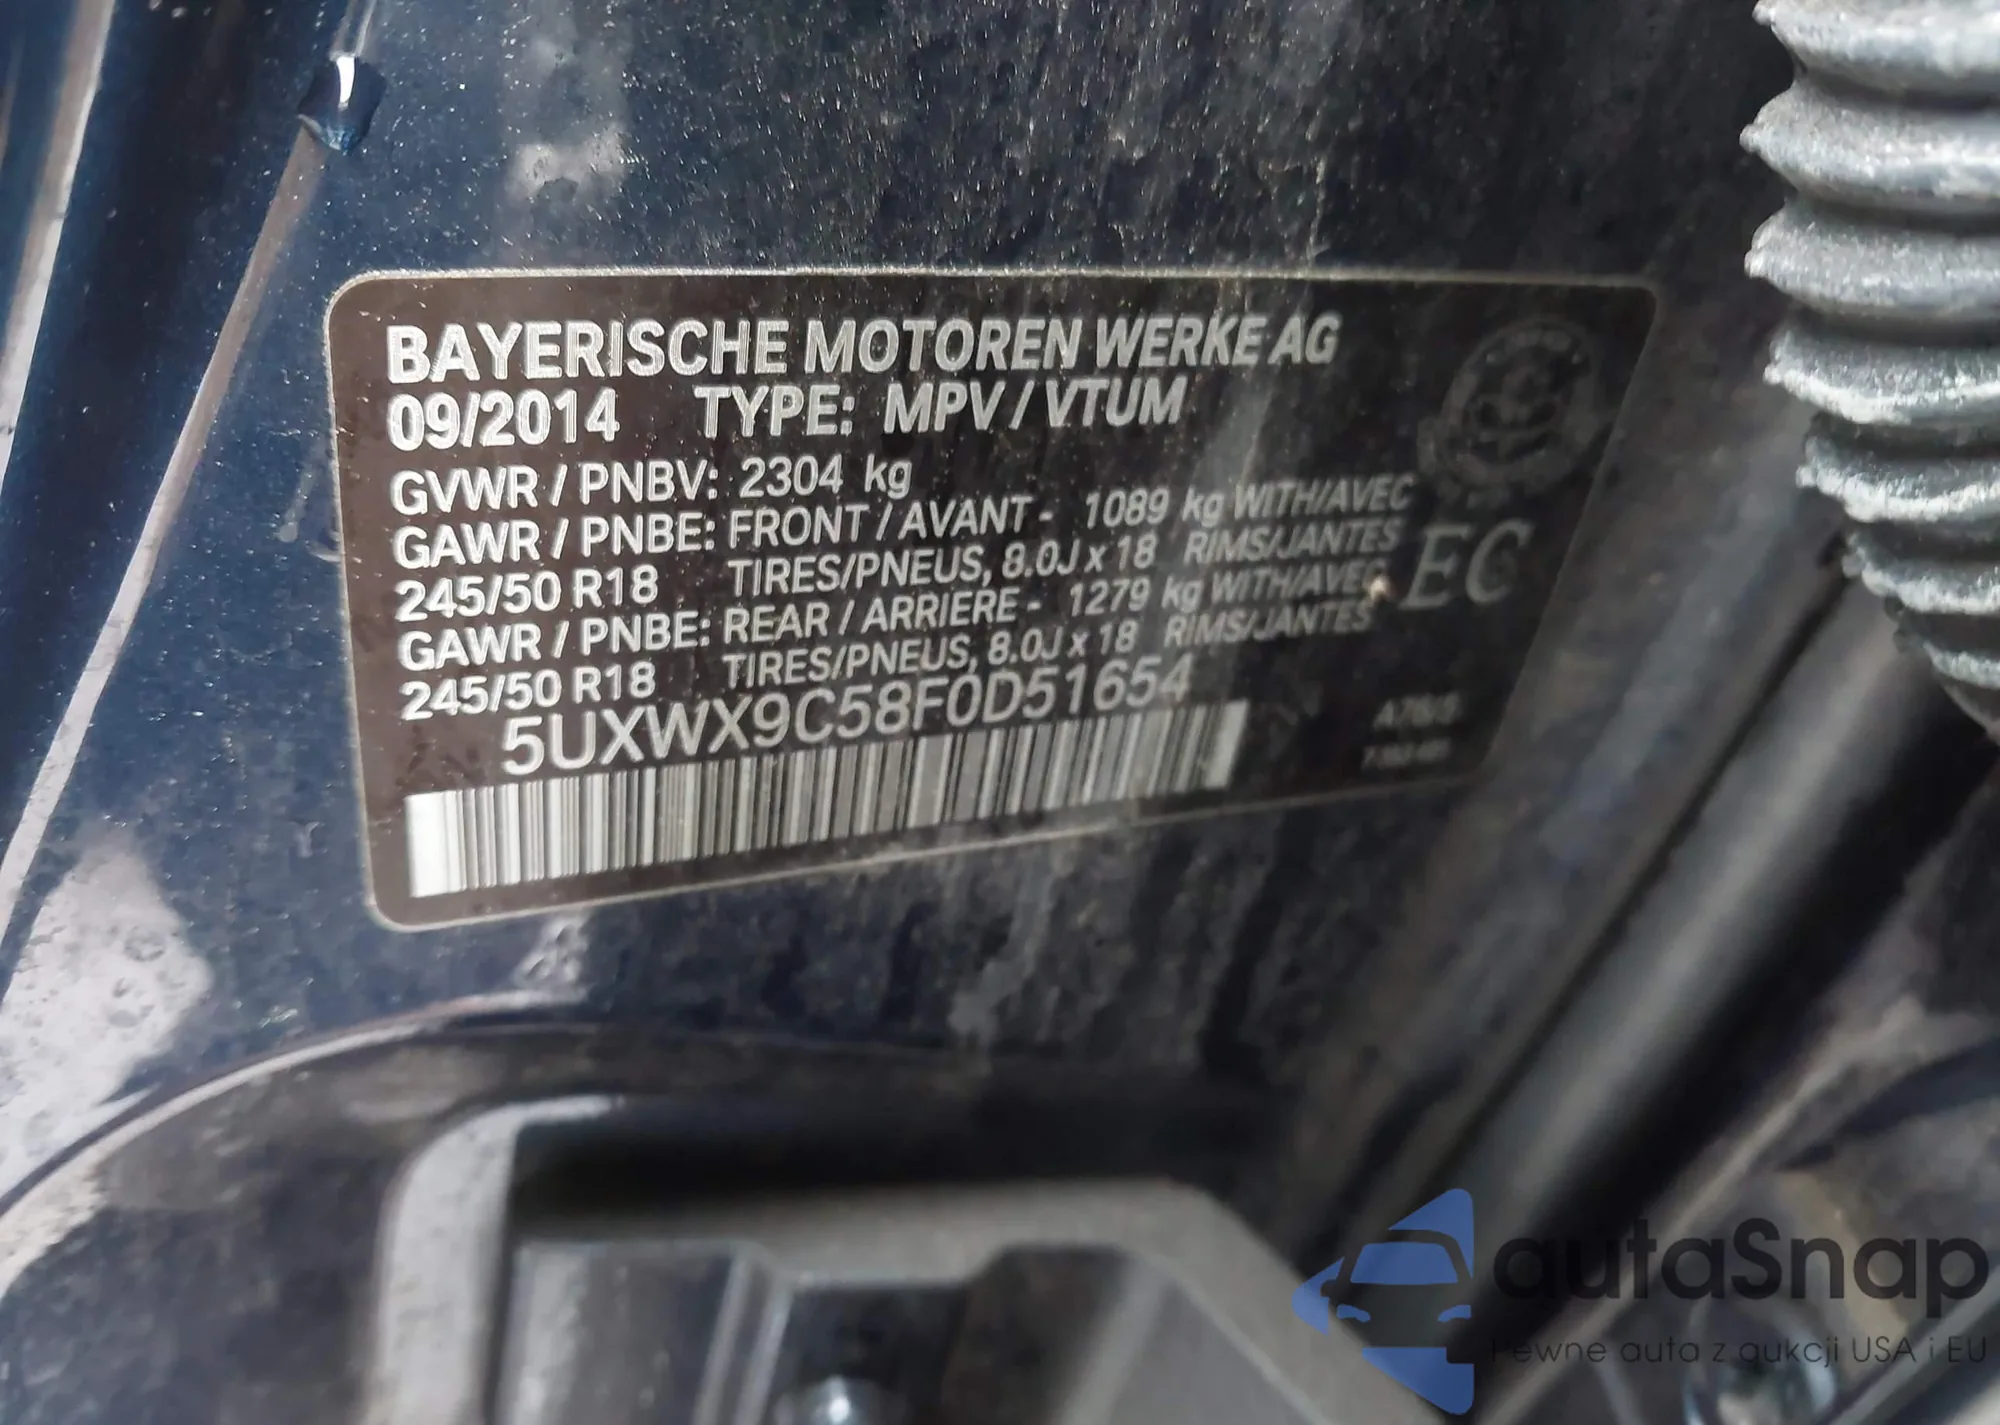 BAYERISCHE MOTOREN WERKE AG
09/2014 TYPE: MPV / VTUM
GVWR / PNBV: 2304 kg
GAWR / PNBE: FRONT / AVANT - 1089 kg WITH/AVEC
245/50 R18 TIRES/PNEUS, 8.0J x 18 RIMS/JANTES
GAWR / PNBE: REAR / ARRIERE - 1279 kg WITH/AVEC
245/50 R18 TIRES/PNEUS, 8.0J x 18 RIMS/JANTES
EC
5UXWX9C58F0D51654
autaSnap
Pewne auta z aukcji USA i EU